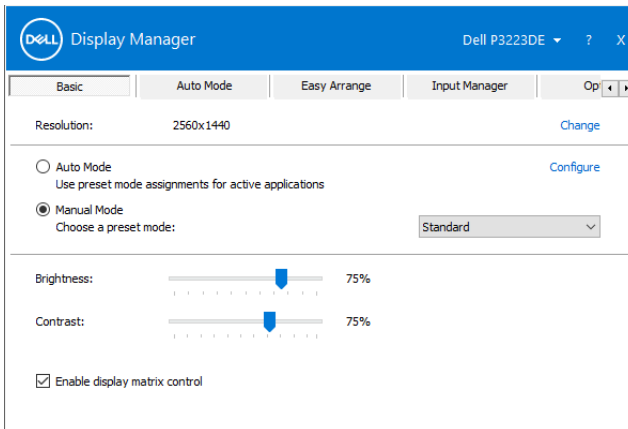 DELL Display Manager Dell P3223DE ? X
Basic Auto Mode Easy Arrange Input Manager Op
Resolution: 2560x1440 Change
Auto Mode Configure
Use preset mode assignments for active applications
Manual Mode
Choose a preset mode: Standard
Brightness: 75%
Contrast: 75%
Enable display matrix control